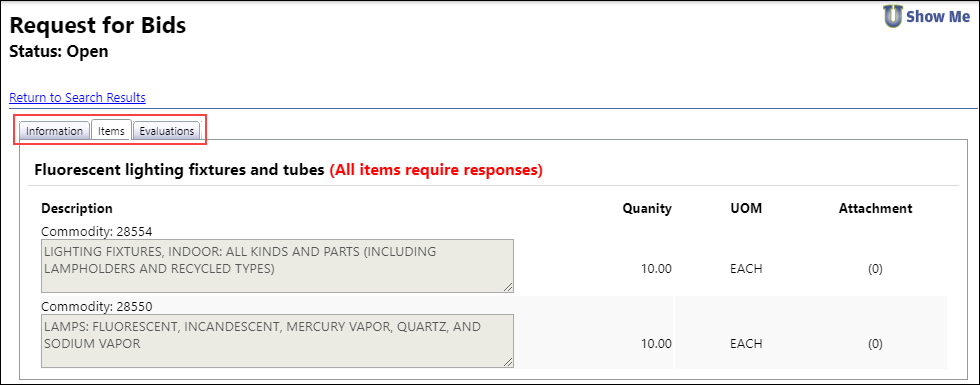 Request for Bids
Show Me
Status: Open
Return to Search Results
Information Items Evaluations
Fluorescent lighting fixtures and tubes (All items require responses)
Description Quanity UOM Attachment
Commodity: 28554
LIGHTING FIXTURES, INDOOR: ALL KINDS AND PARTS (INCLUDING
LAMPHOLDERS AND RECYCLED TYPES)
10.00 EACH (0)
Commodity: 28550
LAMPS: FLUORESCENT, INCANDESCENT, MERCURY VAPOR, QUARTZ, AND
SODIUM VAPOR
10.00 EACH (0)